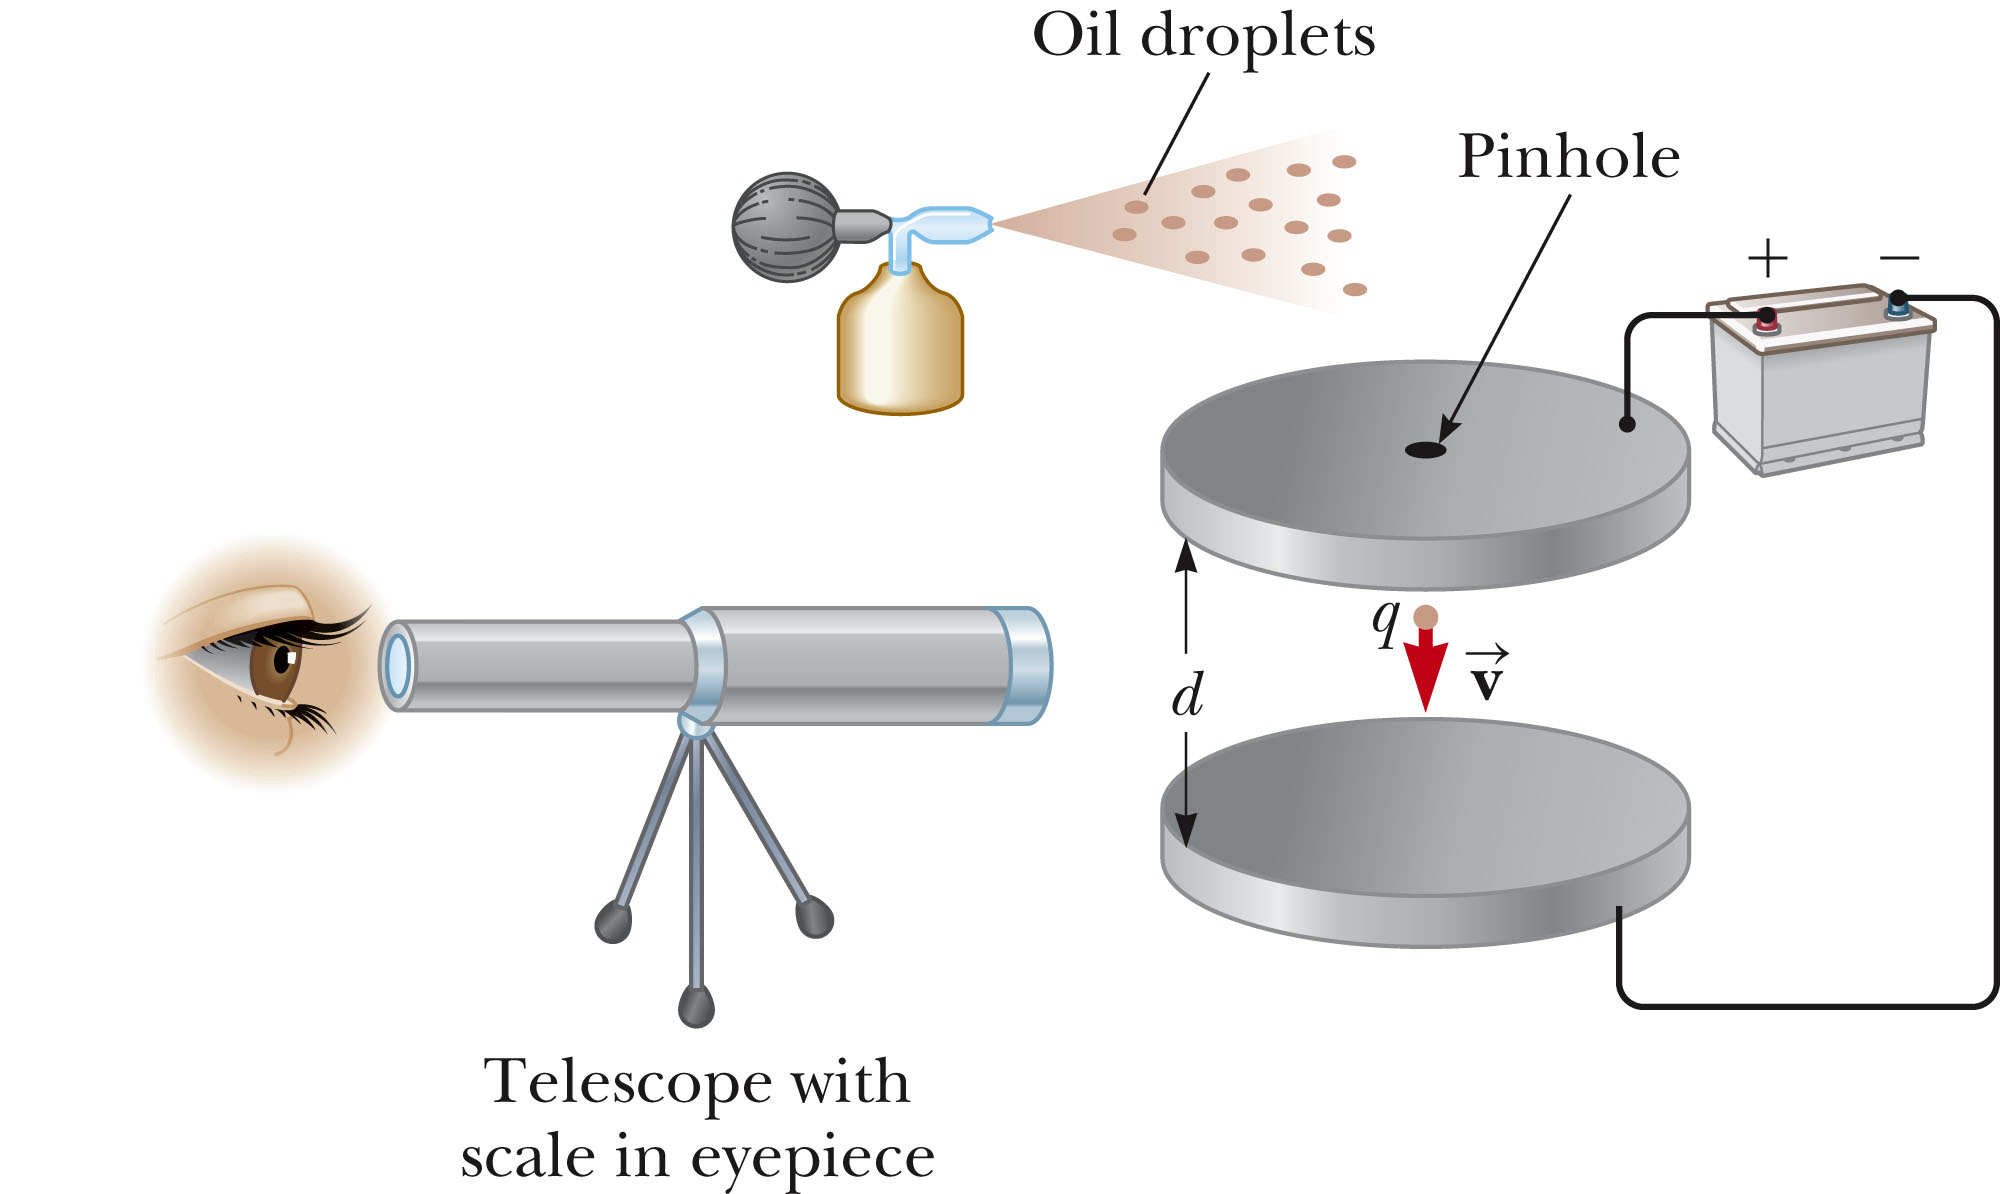 Oil droplets
Pinhole
+ −
q
v⃗
d
Telescope with
scale in eyepiece